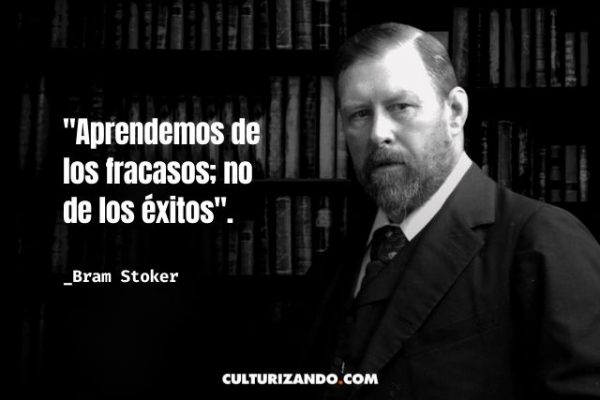 "Aprendemos de
los fracasos; no
de los éxitos".
_Bram Stoker
CULTURIZANDO.COM